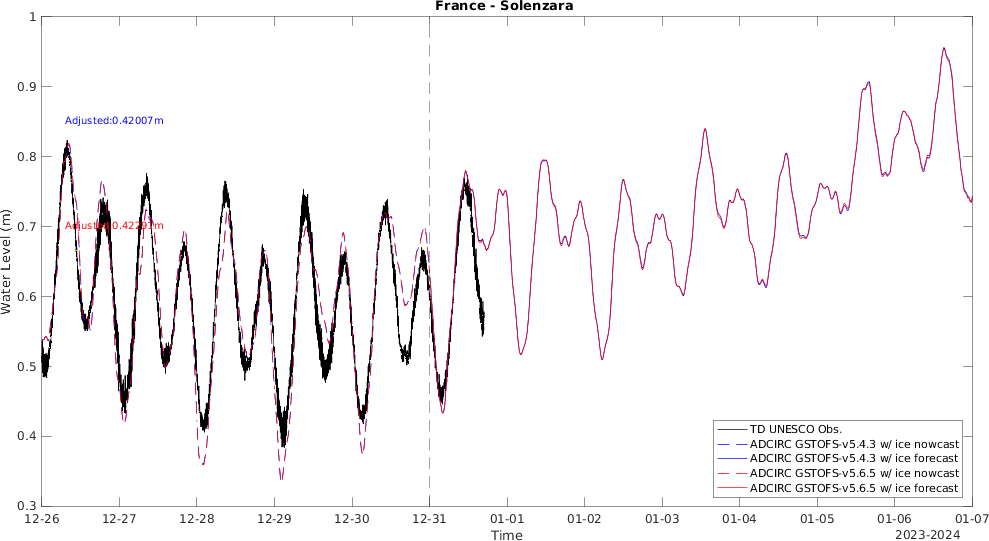 France - Solenzara
1
0.9
0.8
0.7
0.6
0.5
0.4
0.3
Water Level (m)
Adjusted:0.42007m
Adjusted:0.42291m
TD UNESCO Obs.
ADCIRC GSTOFS-v5.4.3 w/ ice nowcast
ADCIRC GSTOFS-v5.4.3 w/ ice forecast
ADCIRC GSTOFS-v5.6.5 w/ ice nowcast
ADCIRC GSTOFS-v5.6.5 w/ ice forecast
12-26 12-27 12-28 12-29 12-30 12-31 01-01 01-02 01-03 01-04 01-05 01-06 01-07
Time
2023-2024